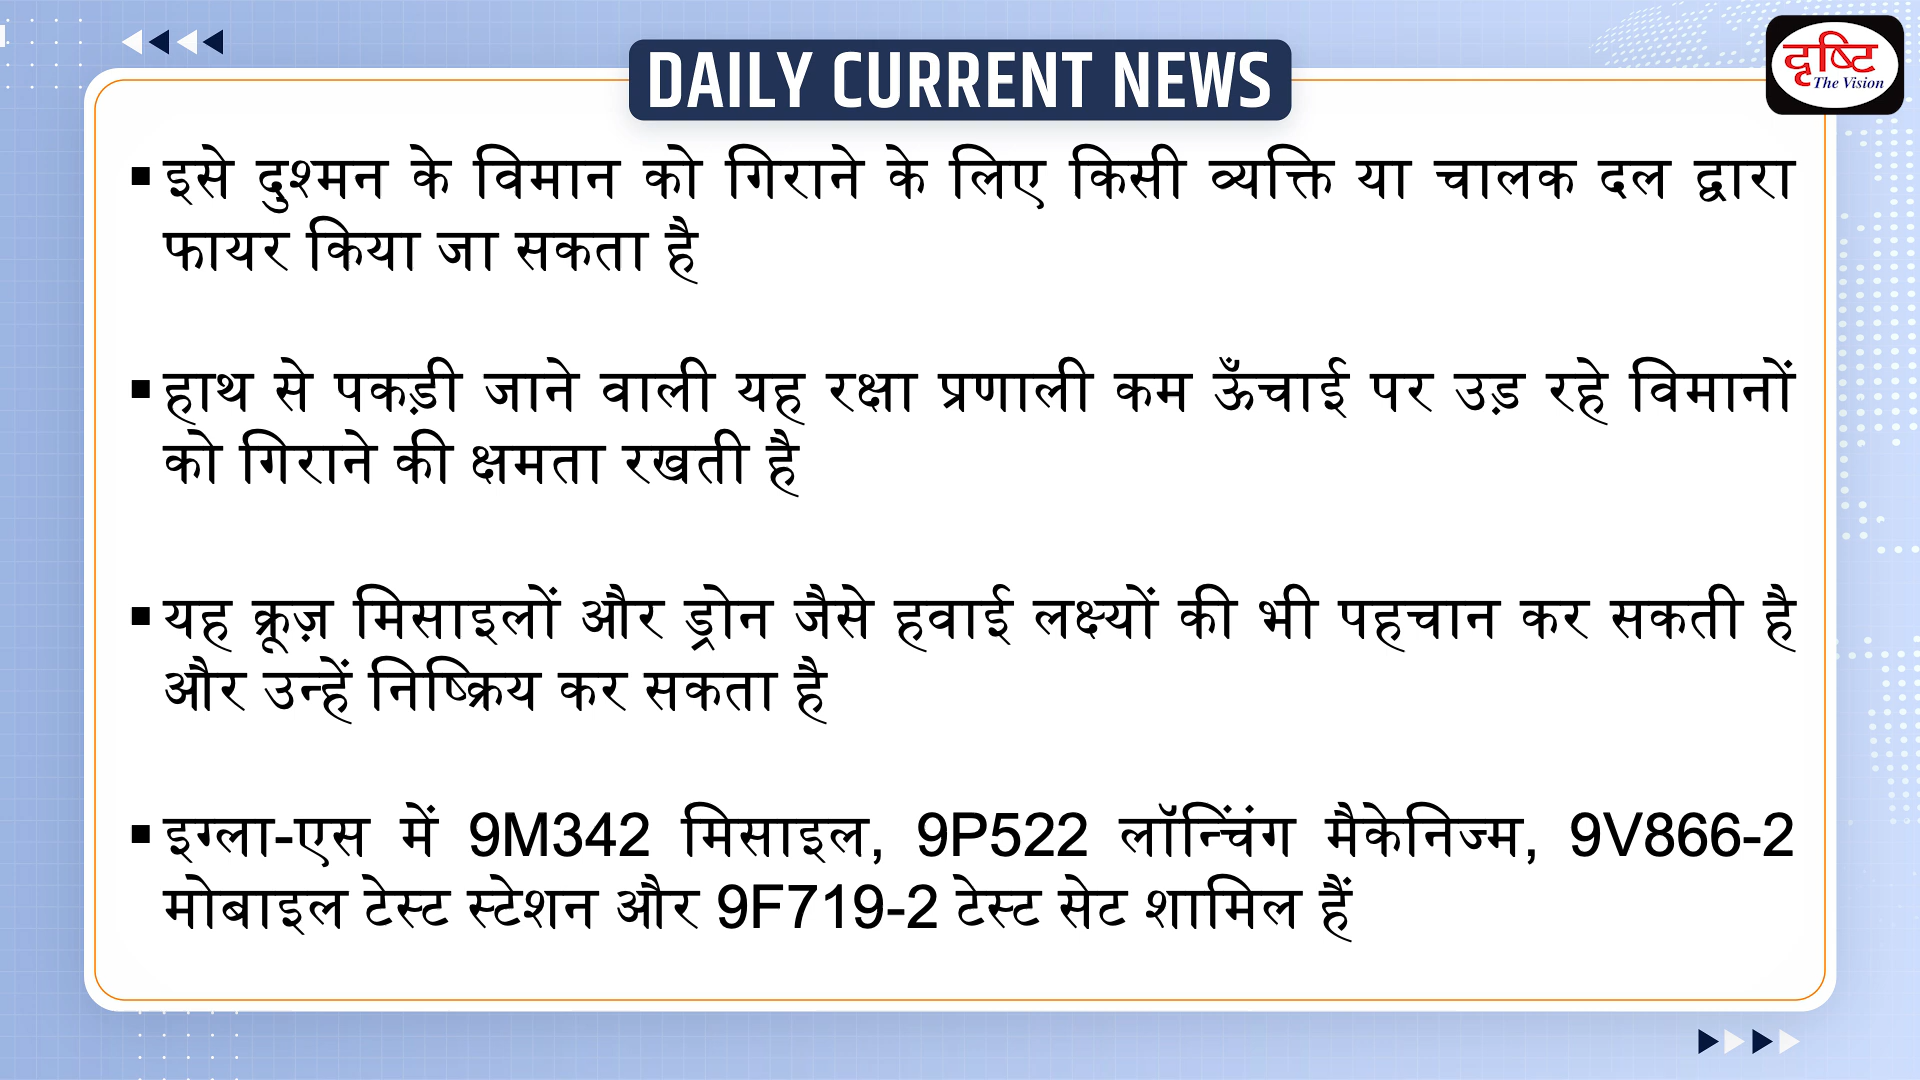 DAILY CURRENT NEWS
दृष्टि
The Vision
▪ इसे दुश्मन के विमान को गिराने के लिए किसी व्यक्ति या चालक दल द्वारा
फायर किया जा सकता है
▪ हाथ से पकड़ी जाने वाली यह रक्षा प्रणाली कम ऊँचाई पर उड़ रहे विमानों
को गिराने की क्षमता रखती है
▪ यह क्रूज़ मिसाइलों और ड्रोन जैसे हवाई लक्ष्यों की भी पहचान कर सकती है
और उन्हें निष्क्रिय कर सकता है
▪ इग्ला-एस में 9M342 मिसाइल, 9P522 लॉन्चिंग मैकेनिज्म, 9V866-2
मोबाइल टेस्ट स्टेशन और 9F719-2 टेस्ट सेट शामिल हैं